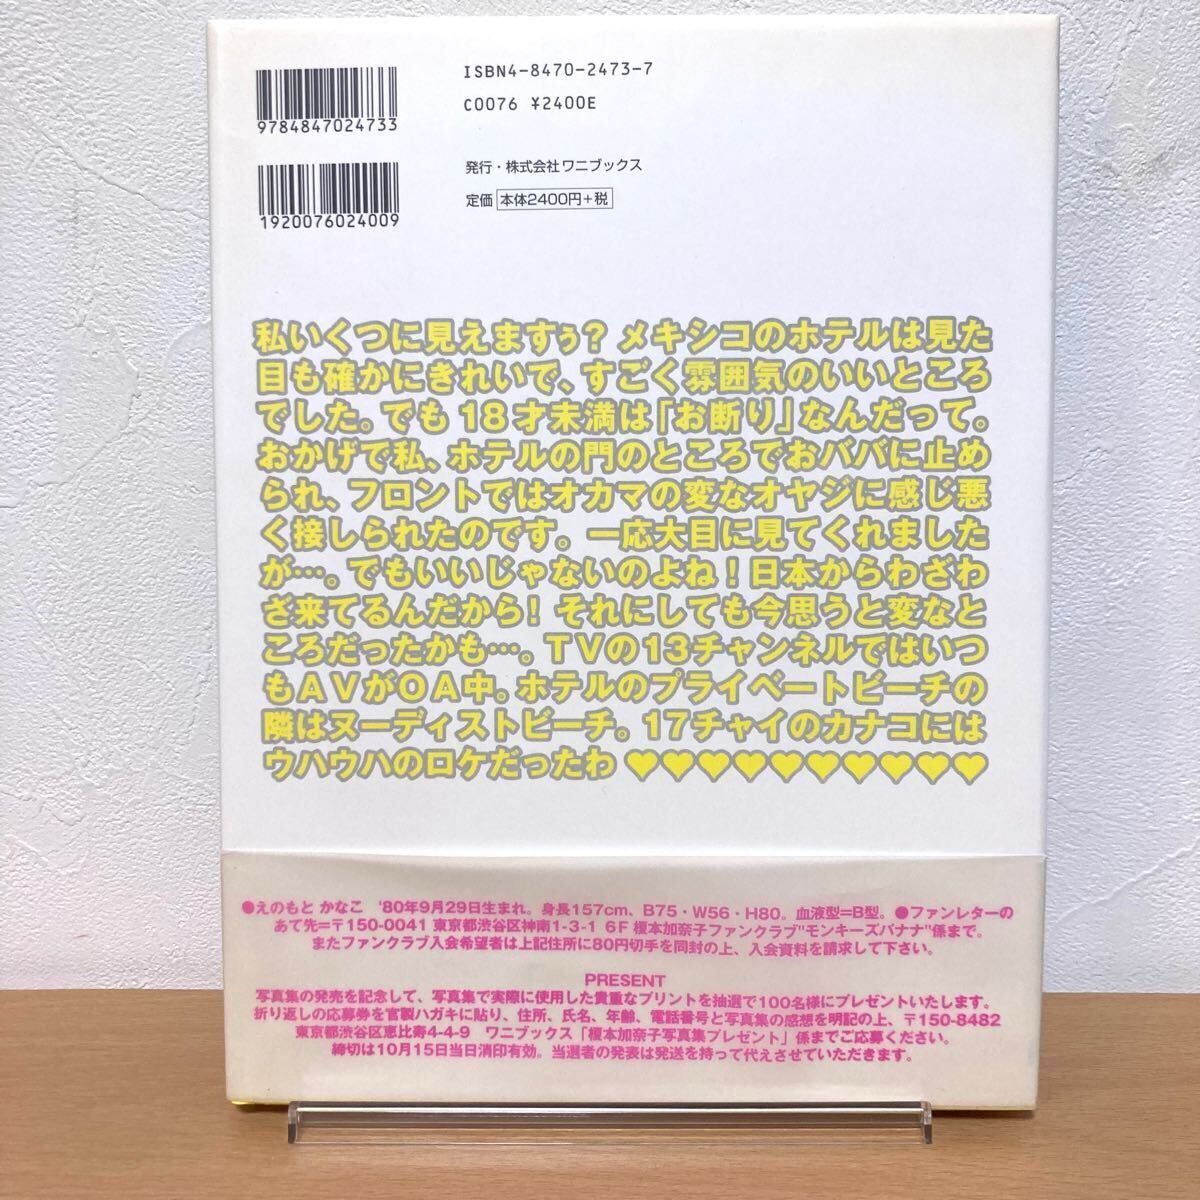 ISBN4-8470-2473-7
9784847024733
C0076 ¥2400E
発行・株式会社ワニブックス
1920076024009
定価 本体2400円+税
私いくつに見えますぅ？ メキシコのホテルは見た
目も確かにきれいで、すごく雰囲気のいいところ
でした。でも 18 才未満は「お断り」なんだって。
おかげで私、ホテルの門のところでおババに止め
られ、フロントではオカマの変なオヤジに感じ悪
く接しられたのです。一応大目に見てくれました
が…。でもいいじゃないのよね！日本からわざわ
ざ来てるんだから！ それにしても今思うと変なと
ころだったかも…。TVの13チャンネルではいつ
もAVがOA中。ホテルのプライベートビーチの
隣はヌーディストビーチ。17チャイのカナコには
ウハウハのロケだったわ ♥♥♥♥♥♥♥♥♥♥
●えのもと かなこ '80年9月29日生まれ。身長157cm、B75・W56・H80。血液型=B型。●ファンレターの
あて先=〒150-0041 東京都渋谷区神南1-3-1 6F 榎本加奈子ファンクラブ"モンキーズバナナ"係まで。
またファンクラブ入会希望者は上記住所に80円切手を同封の上、入会資料を請求して下さい。
PRESENT
写真集の発売を記念して、写真集で実際に使用した貴重なプリントを抽選で100名様にプレゼントいたします。
折り返しの応募券を官製ハガキに貼り、住所、氏名、年齢、電話番号と写真集の感想を明記の上、〒150-8482
東京都渋谷区恵比寿4-4-9 ワニブックス「榎本加奈子写真集プレゼント」係までご応募ください。
締切は10月15日当日消印有効。当選者の発表は発送を持って代えさせていただきます。